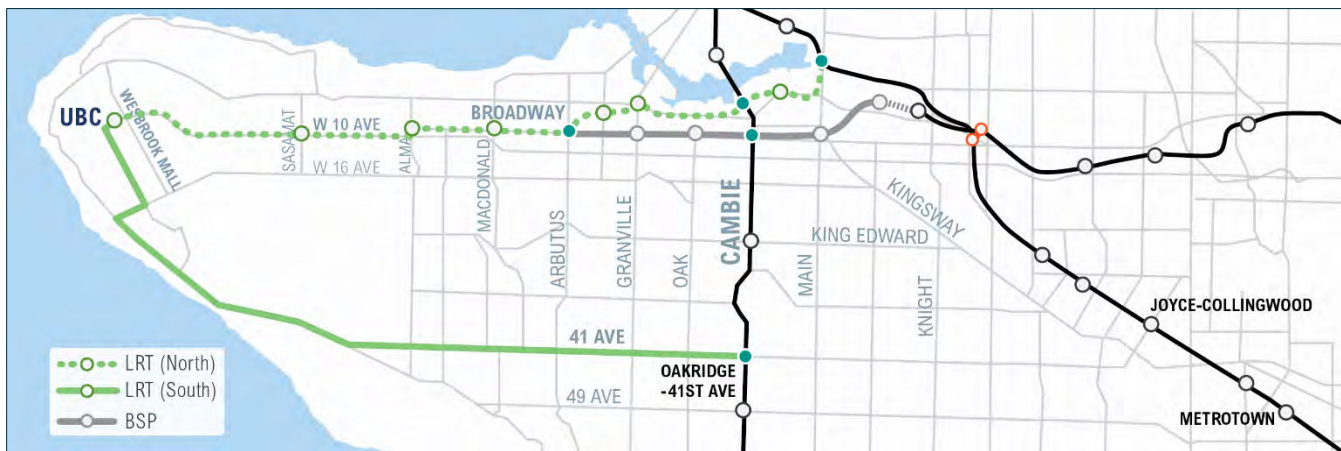 UBC
WESBROOK MALL
SASAMAT
W 10 AVE
W 16 AVE
ALMA
MACDONALD
BROADWAY
ARBUTUS
GRANVILLE
OAK
CAMBIE
MAIN
KING EDWARD
KINGSWAY
KNIGHT
JOYCE-COLLINGWOOD
41 AVE
OAKRIDGE
-41ST AVE
49 AVE
METROTOWN
LRT (North)
LRT (South)
BSP